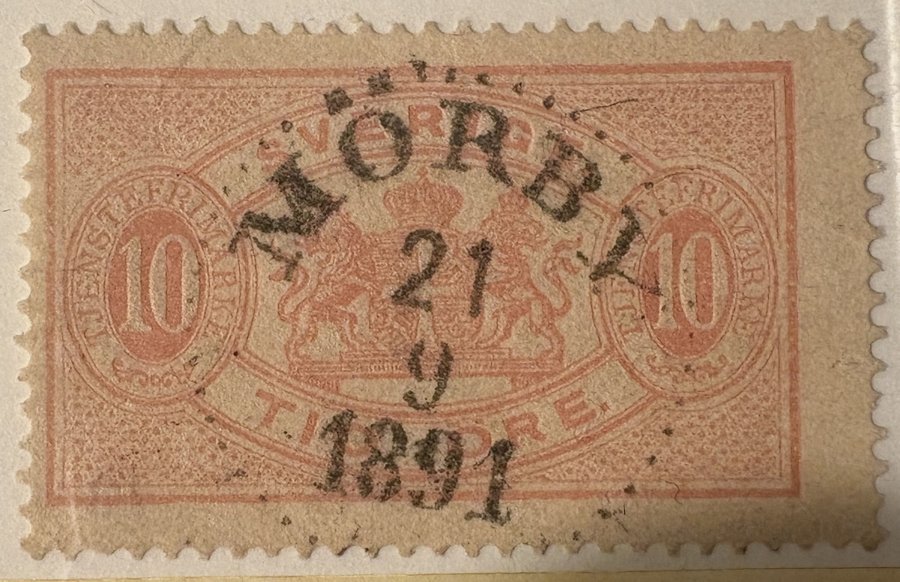 SVERIGE
MÖRBY
TJENSTEFRIMÄRKE
10
21
TJENSTEFRIMÄRKE
10
9
TIO ÖRE.
1891